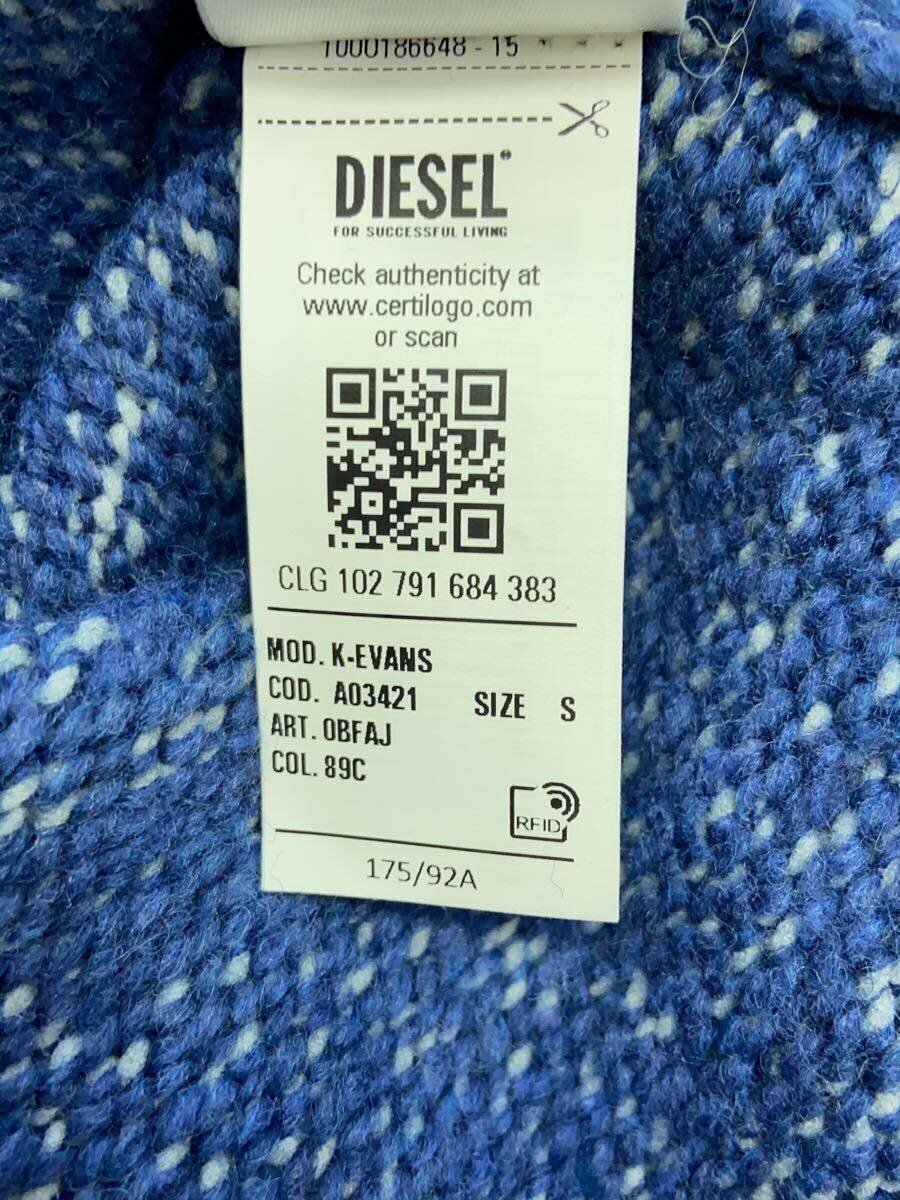 1000186648 - 15
DIESEL®
FOR SUCCESSFUL LIVING
Check authenticity at
www.certilogo.com
or scan
CLG 102 791 684 383
MOD. K-EVANS
COD. A03421 SIZE S
ART. 0BFAJ
COL. 89C
RFID
175/92A